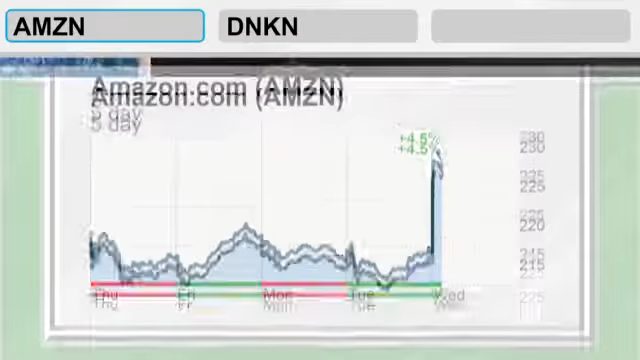 AMZN DNKN
Amazon.com (AMZN)
5 day
+4.5%
230
225
220
215
Thu Fri Mon Tue Wed